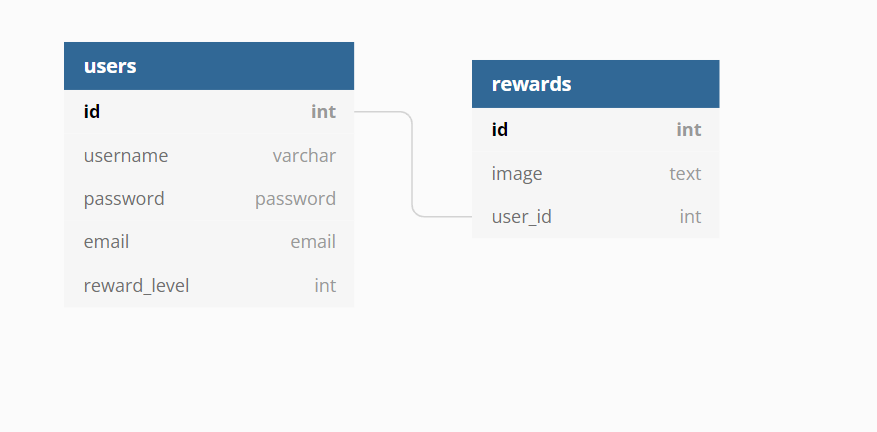 users
id int
username varchar
password password
email email
reward_level int
rewards
id int
image text
user_id int